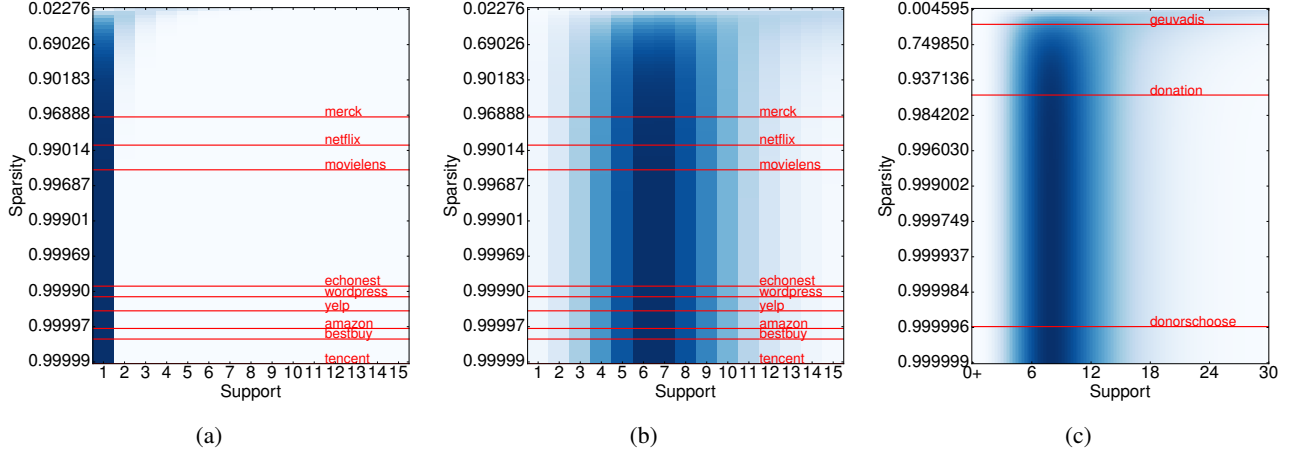 0.02276
0.69026
0.90183
0.96888
0.99014
0.99687
0.99901
0.99969
0.99990
0.99997
0.99999
Sparsity
merck
netflix
movielens
echonest
wordpress
yelp
amazon
bestbuy
tencent
1 2 3 4 5 6 7 8 9 10 11 12 13 14 15
Support
(a)
0.02276
0.69026
0.90183
0.96888
0.99014
0.99687
0.99901
0.99969
0.99990
0.99997
0.99999
Sparsity
merck
netflix
movielens
echonest
wordpress
yelp
amazon
bestbuy
tencent
1 2 3 4 5 6 7 8 9 10 11 12 13 14 15
Support
(b)
0.004595
0.749850
0.937136
0.984202
0.996030
0.999002
0.999749
0.999937
0.999984
0.999996
0.999999
Sparsity
geuvadis
donation
donorschoose
0+ 6 12 18 24 30
Support
(c)